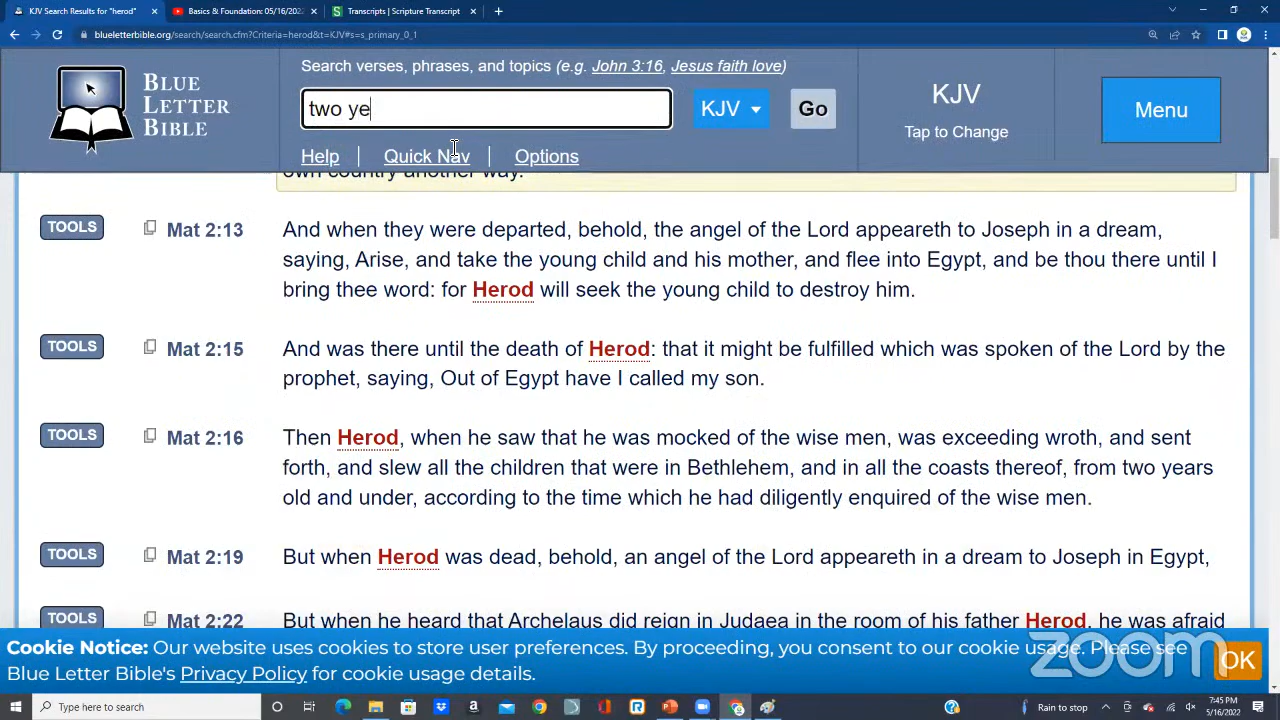 KJV Search Results for "herod"
Basics & Foundation: 05/16/202
Transcripts | Scripture Transcript
blueletterbible.org/search/search.cfm?Criteria=herod&t=KJV#s=s_primary_0_1
BLUE
LETTER
BIBLE
Search verses, phrases, and topics (e.g. John 3:16, Jesus faith love)
two ye
KJV
Go
Help
Quick Nav
Options
KJV
Tap to Change
Menu
own country another way.
TOOLS
Mat 2:13
And when they were departed, behold, the angel of the Lord appeareth to Joseph in a dream,
saying, Arise, and take the young child and his mother, and flee into Egypt, and be thou there until I
bring thee word: for Herod will seek the young child to destroy him.
TOOLS
Mat 2:15
And was there until the death of Herod: that it might be fulfilled which was spoken of the Lord by the
prophet, saying, Out of Egypt have I called my son.
TOOLS
Mat 2:16
Then Herod, when he saw that he was mocked of the wise men, was exceeding wroth, and sent
forth, and slew all the children that were in Bethlehem, and in all the coasts thereof, from two years
old and under, according to the time which he had diligently enquired of the wise men.
TOOLS
Mat 2:19
But when Herod was dead, behold, an angel of the Lord appeareth in a dream to Joseph in Egypt,
TOOLS
Mat 2:22
But when he heard that Archelaus did reign in Judaea in the room of his father Herod, he was afraid
Cookie Notice: Our website uses cookies to store user preferences. By proceeding, you consent to our cookie usage. Please see
Blue Letter Bible's Privacy Policy for cookie usage details.
OK
zoom
Type here to search
7:45 PM
5/16/2022